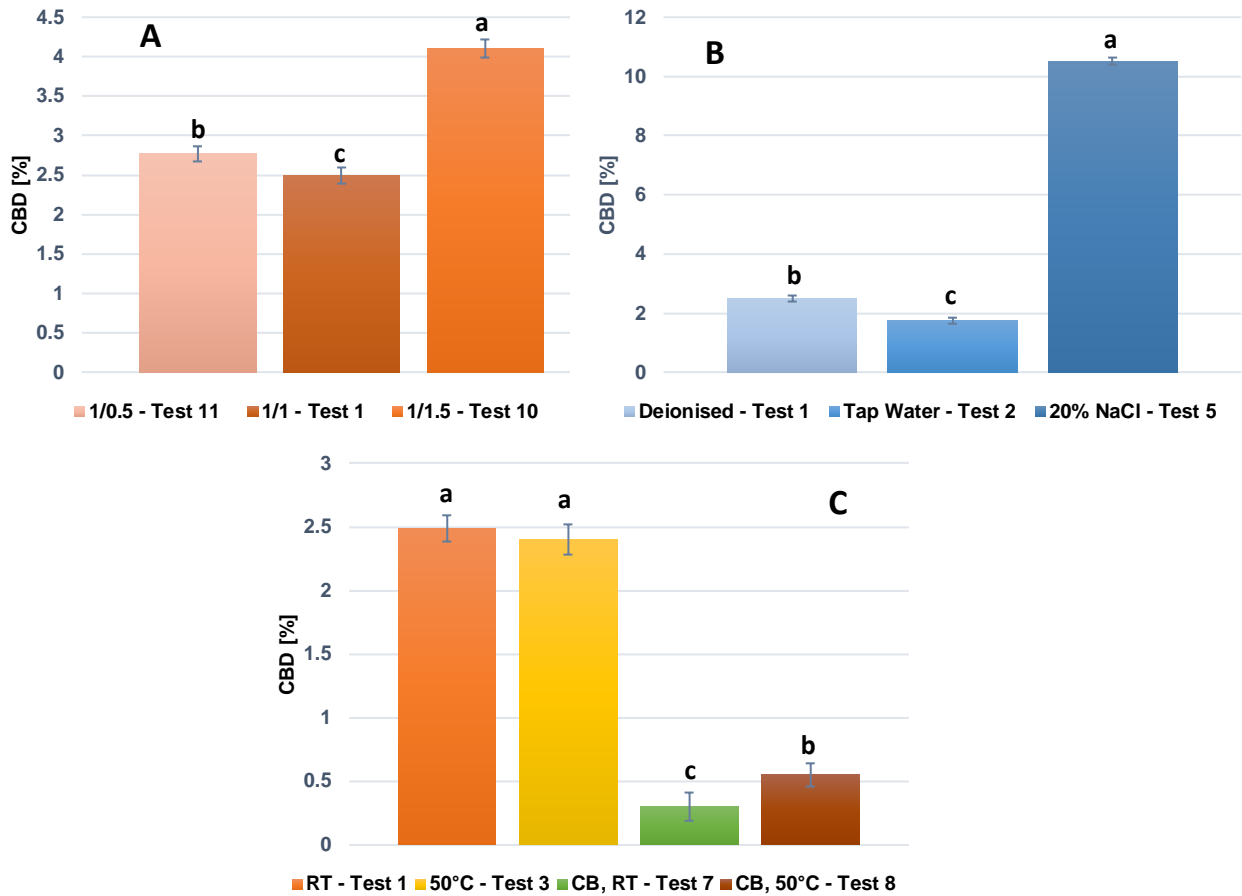 A
CBD [%]
4.5
4
3.5
3
2.5
2
1.5
1
0.5
0
b
c
a
1/0.5 - Test 11 1/1 - Test 1 1/1.5 - Test 10
B
CBD [%]
12
10
8
6
4
2
0
b
c
a
Deionised - Test 1 Tap Water - Test 2 20% NaCl - Test 5
C
CBD [%]
3
2.5
2
1.5
1
0.5
0
a
a
c
b
RT - Test 1 50°C - Test 3 CB, RT - Test 7 CB, 50°C - Test 8